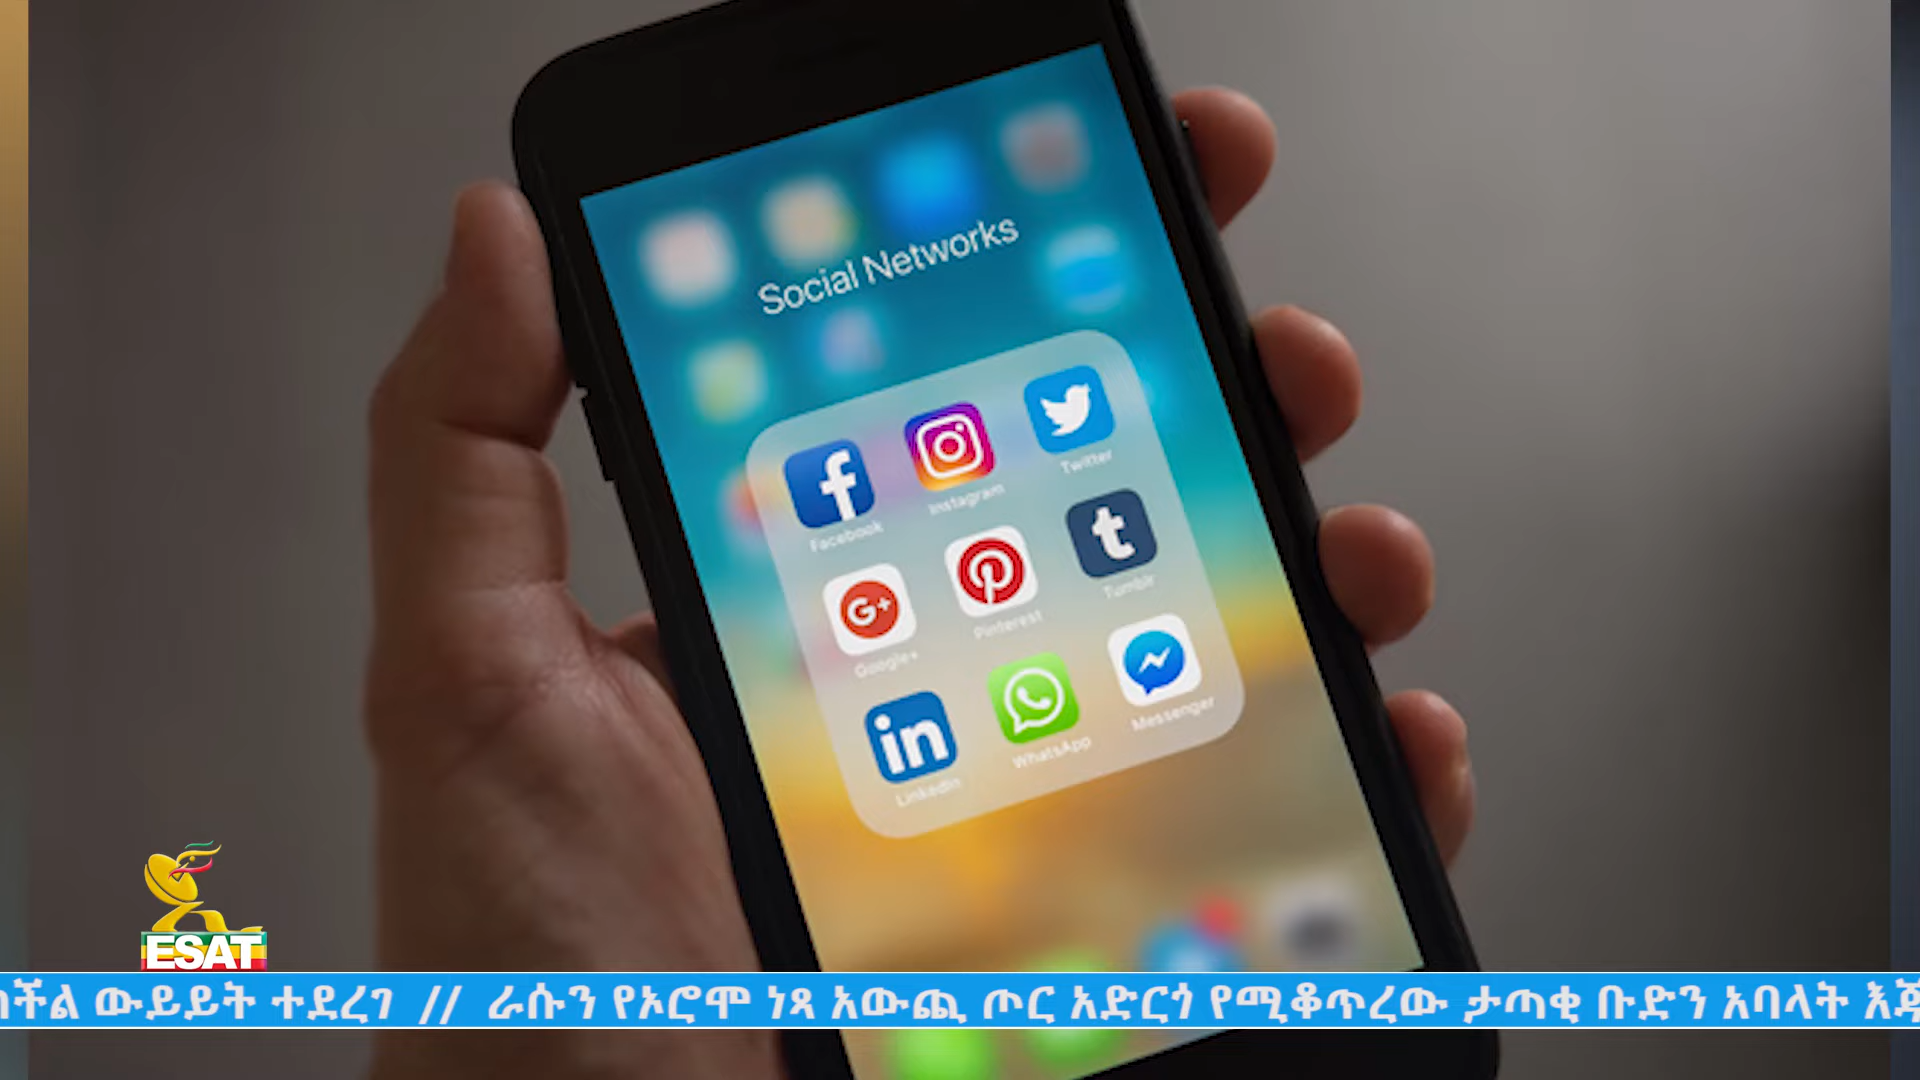 Social Networks
Facebook
Instagram
Twitter
Google+
Pinterest
Tumblr
LinkedIn
WhatsApp
Messenger
ESAT
ውይይት ተደረገ // ራሱን የኦሮሞ ነጻ አውጪ ጦር አድርጎ የሚቆጥረው ታጣቂ ቡድን አባላት